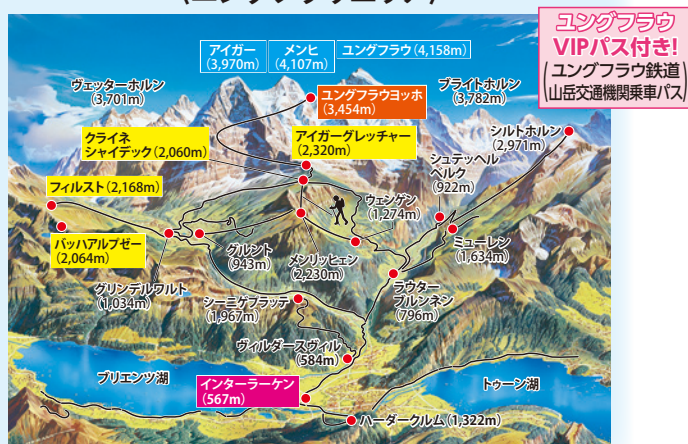 ユングフラウ
VIPパス付き!
ユングフラウ鉄道
山岳交通機関乗車パス
アイガー
(3,970m)
メンヒ
(4,107m)
ユングフラウ(4,158m)
ヴェッターホルン
(3,701m)
ユングフラウヨッホ
(3,454m)
ブライトホルン
(3,782m)
シルトホルン
(2,971m)
クライネ
シャイデック(2,060m)
アイガーグレッチャー
(2,320m)
シュテッヘル
ベルク
(922m)
フィルスト(2,168m)
ウェンゲン
(1,274m)
バッハアルプゼー
(2,064m)
グルント
(943m)
メンリッヒェン
(2,230m)
ミューレン
(1,634m)
グリンデルワルト
(1,034m)
シーニゲプラッテ
(1,967m)
ラウター
ブルンネン
(796m)
ヴィルダースヴィル
(584m)
ブリエンツ湖
インターラーケン
(567m)
トゥーン湖
ハーダークルム(1,322m)